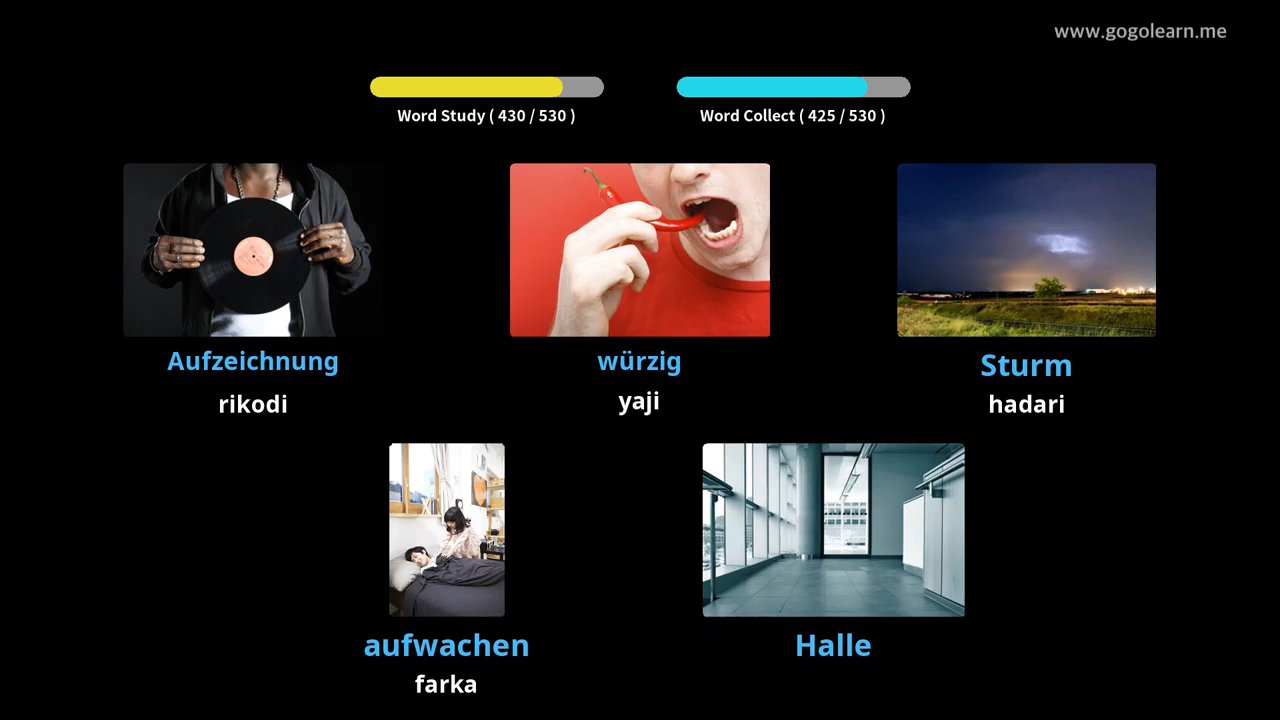 www.gogolearn.me
Word Study ( 430 / 530 )
Word Collect ( 425 / 530 )
Aufzeichnung
rikodi
würzig
yaji
Sturm
hadari
aufwachen
farka
Halle